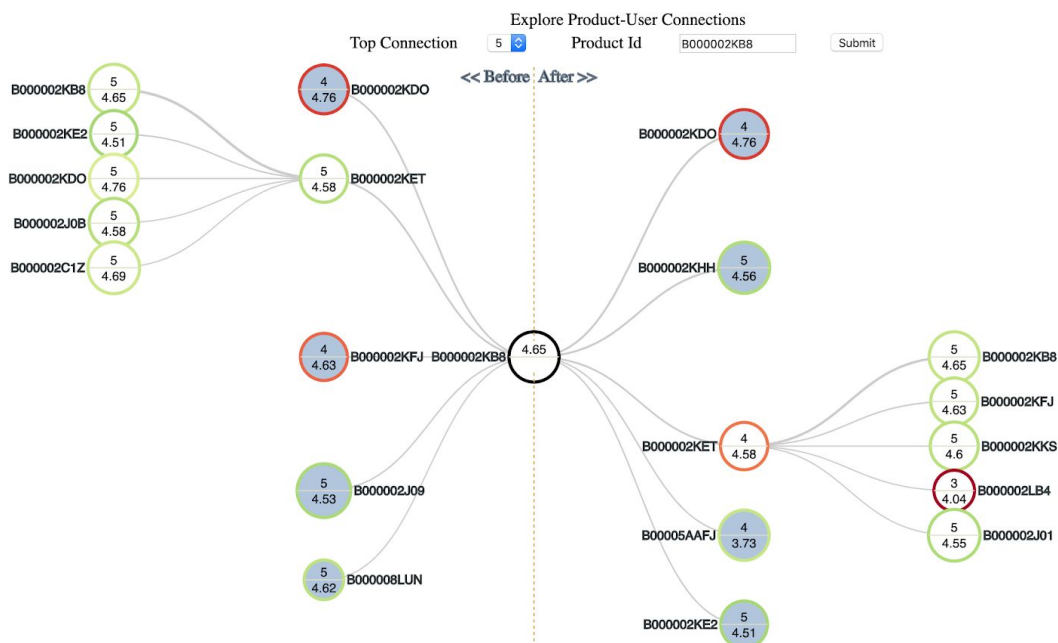 Explore Product-User Connections
Top Connection 5 Product Id B000002KB8 Submit
<< Before After >>
B000002KB8 5 4.65
B000002KE2 5 4.51
B000002KDO 5 4.76
B000002J0B 5 4.58
B000002C1Z 5 4.69
4 4.76 B000002KDO
5 4.58 B000002KET
4 4.63 B000002KFJ
5 4.53 B000002J09
5 4.62 B000008LUN
B000002KB8 4.65
B000002KDO 4 4.76
B000002KHH 5 4.56
B000002KET 4 4.58
B00005AAFJ 4 3.73
B000002KE2 5 4.51
5 4.65 B000002KB8
5 4.63 B000002KFJ
5 4.6 B000002KKS
3 4.04 B000002LB4
5 4.55 B000002J01